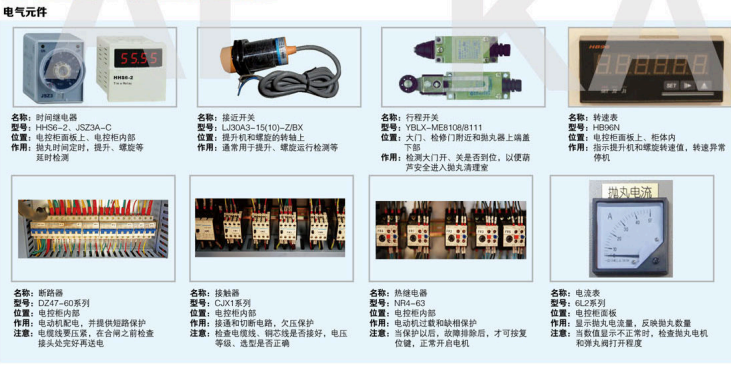 电气元件
55.55
HHS6-2
JSZ3
HB96
名称：时间继电器
型号：HHS6-2、JSZ3A-C
位置：电控柜面板上、电控柜内部
作用：抛丸时间定时，提升、螺旋等
延时检测
名称：接近开关
型号：LJ30A3-15(10)-Z/BX
位置：提升机和螺旋的转轴上
作用：通常用于提升、螺旋运行检测等
名称：行程开关
型号：YBLX-ME8108/8111
位置：大门、检修门附近和抛丸器上端盖
下部
作用：检测大门开、关是否到位，以便葫
芦安全进入抛丸清理室
名称：转速表
型号：HB96N
位置：电控柜面板上、柜体内
作用：指示提升机和螺旋转速值，转速异常
停机
抛丸电流
A
名称：断路器
型号：DZ47-60系列
位置：电控柜内部
作用：电动机配电，并提供短路保护
注意：电缆线要压紧，在合闸之前检查
接头处完好再送电
名称：接触器
型号：CJX1系列
位置：电控柜内部
作用：接通和切断电路，欠压保护
注意：检查电缆线、铜芯线是否接好，电压
等级、选型是否正确
名称：热继电器
型号：NR4-63
位置：电控柜内部
作用：电动机过载和缺相保护
注意：当保护以后，故障排除后，才可按复
位键，正常开启电机
名称：电流表
型号：6L2系列
位置：电控柜面板
作用：显示抛丸电流量，反映抛丸数量
注意：当数值显示不正常时，检查抛丸电机
和弹丸阀打开程度